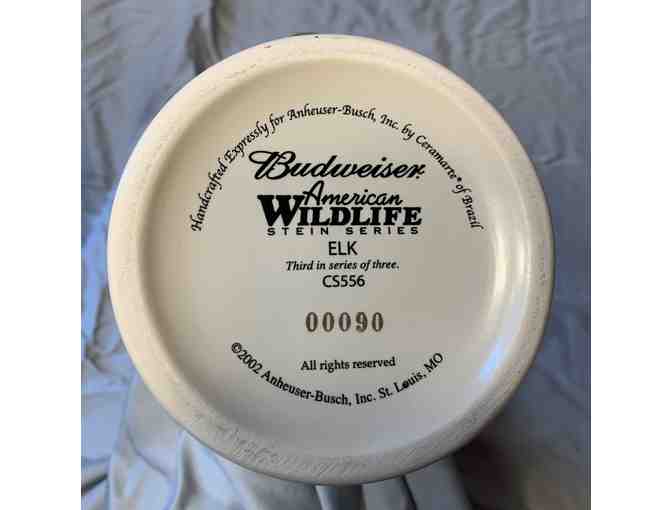 Handcrafted Expressly for Anheuser-Busch, Inc. by Ceramarte® of Brazil
Budweiser®
American
WILDLIFE
STEIN SERIES
ELK
Third in series of three.
CS556
00090
All rights reserved
©2002 Anheuser-Busch, Inc. St. Louis, MO